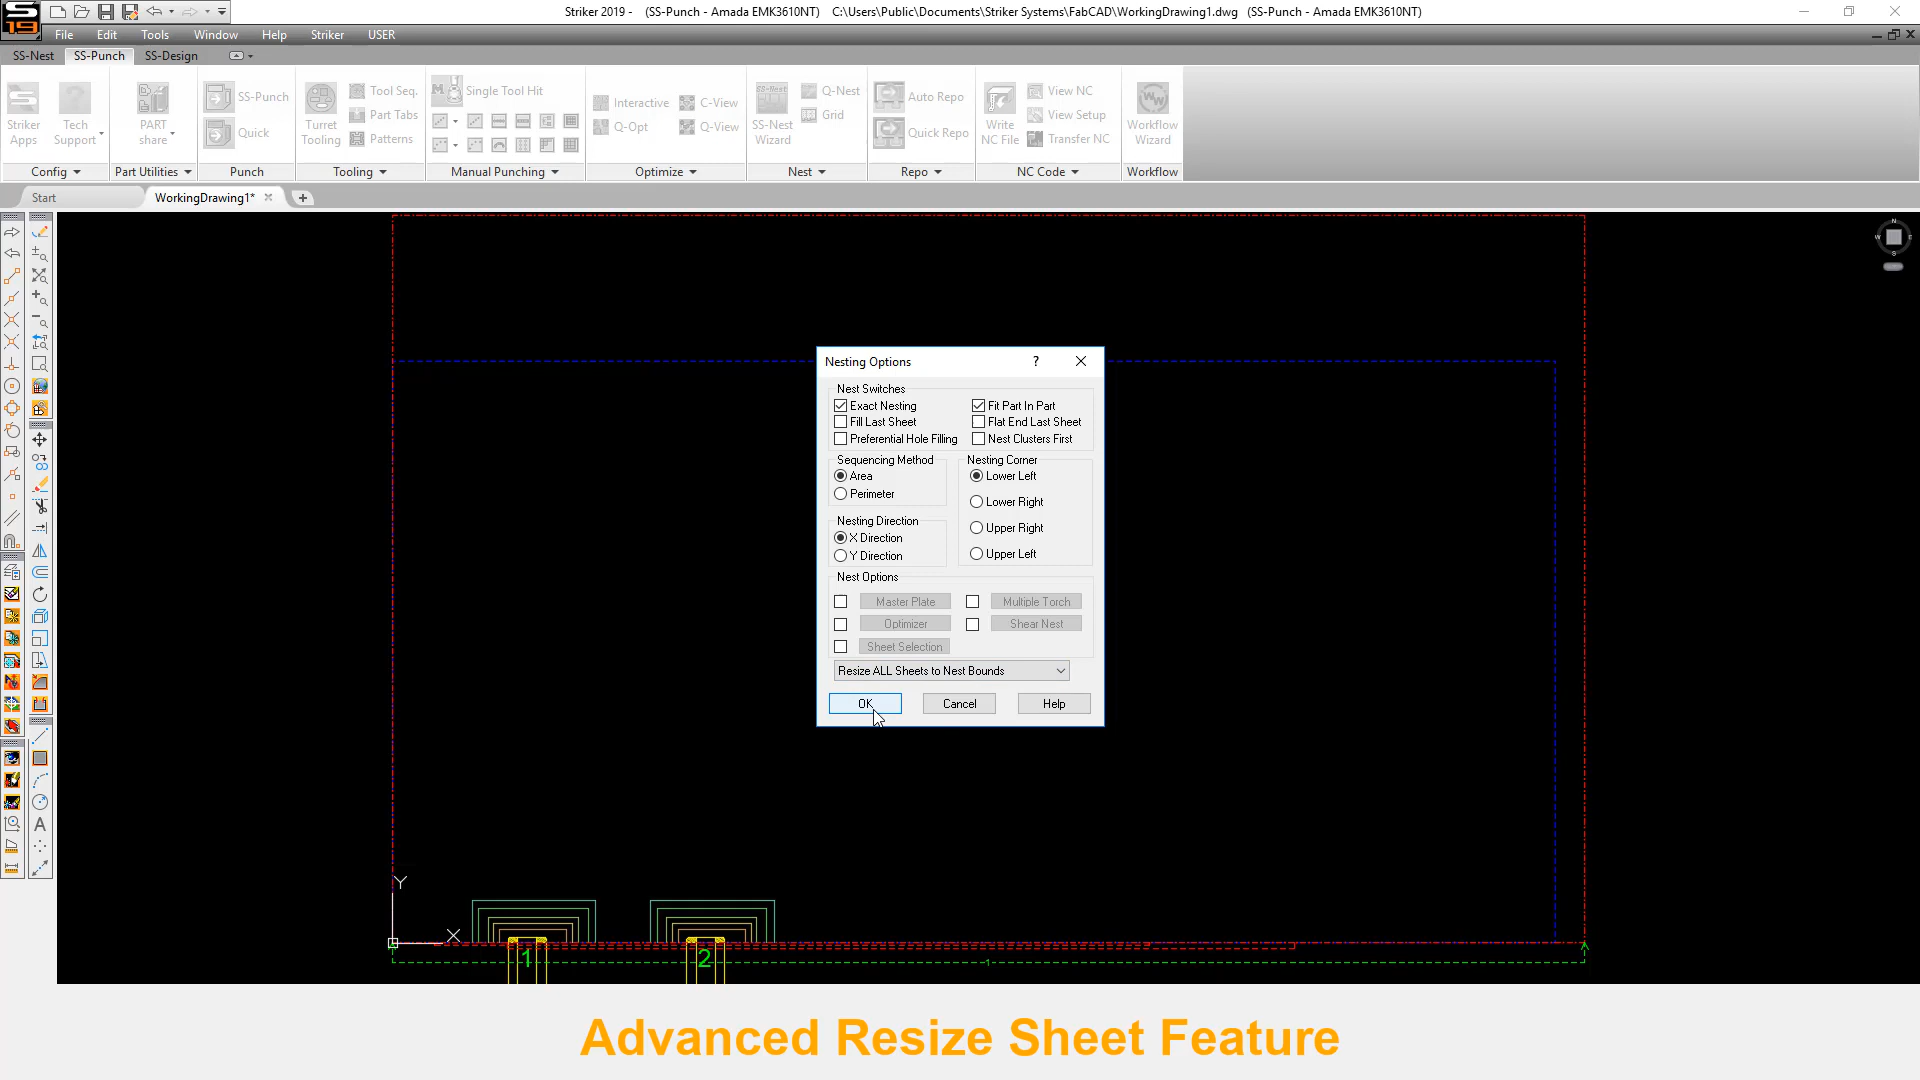 S 19
Striker 2019 - (SS-Punch - Amada EMK3610NT) C:\Users\Public\Documents\Striker Systems\FabCAD\WorkingDrawing1.dwg (SS-Punch - Amada EMK3610NT)
File Edit Tools Window Help Striker USER
SS-Nest SS-Punch SS-Design
Striker Apps
Tech Support
PART share
SS-Punch
Quick
Turret Tooling
Tool Seq.
Part Tabs
Patterns
Single Tool Hit
Interactive
Q-Opt
C-View
Q-View
SS-Nest Wizard
Q-Nest
Grid
Auto Repo
Quick Repo
Write NC File
View NC
View Setup
Transfer NC
Workflow Wizard
Config Part Utilities Punch Tooling Manual Punching Optimize Nest Repo NC Code Workflow
Start WorkingDrawing1*
N
W E
S
Nesting Options ?
Nest Switches
Exact Nesting Fit Part In Part
Fill Last Sheet Flat End Last Sheet
Preferential Hole Filling Nest Clusters First
Sequencing Method Nesting Corner
Area Lower Left
Perimeter Lower Right
Nesting Direction Upper Right
X Direction
Y Direction Upper Left
Nest Options
Master Plate Multiple Torch
Optimizer Shear Nest
Sheet Selection
Resize ALL Sheets to Nest Bounds
OK Cancel Help
Y
X
1 2
1
Advanced Resize Sheet Feature